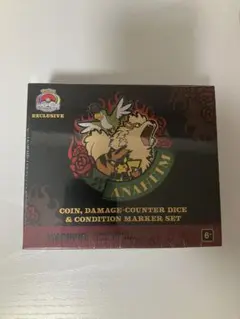 EXCLUSIVE
ANAHEIM
COIN, DAMAGE-COUNTER DICE
& CONDITION MARKER SET
6+